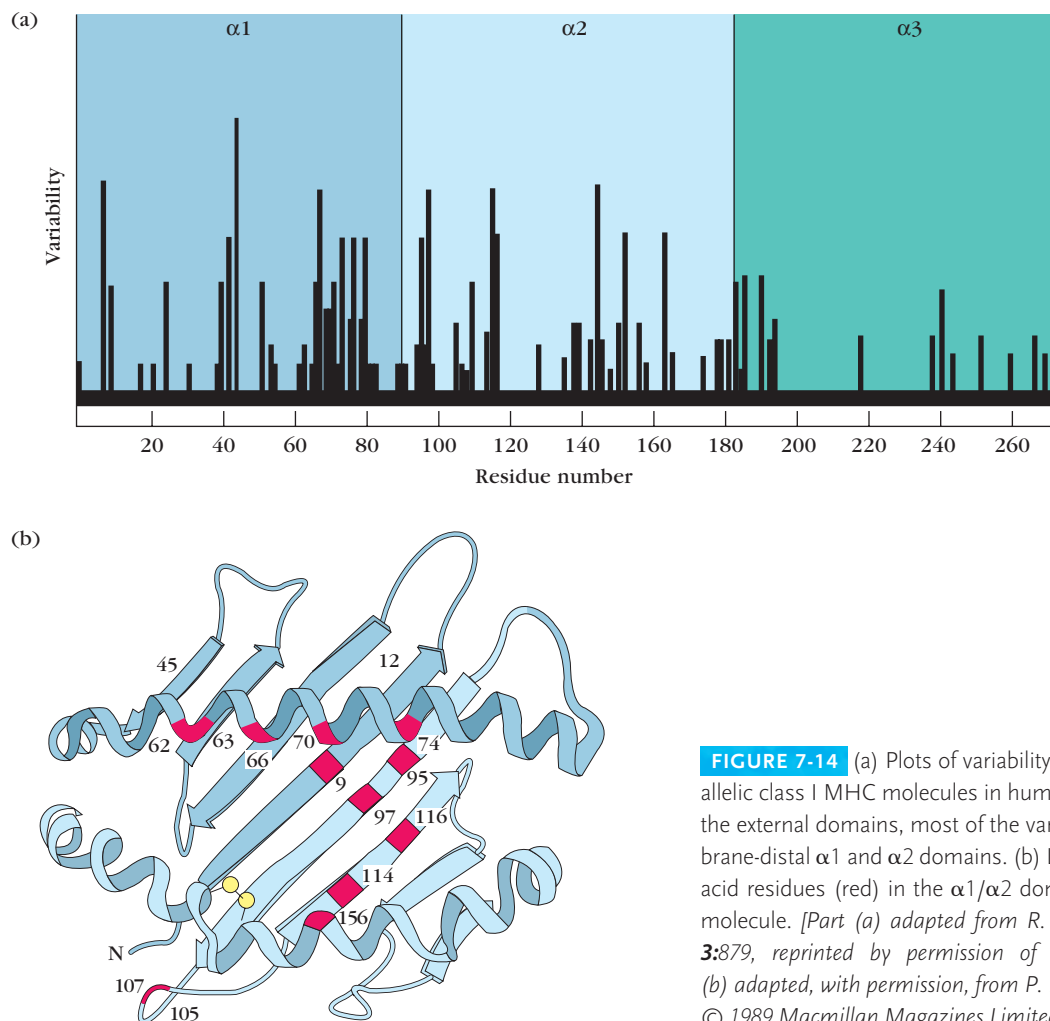 (a)
α1
α2
α3
Variability
20 40 60 80 100 120 140 160 180 200 220 240 260
Residue number
(b)
45
12
62
63
66
70
74
9
95
97
116
114
156
N
107
105
FIGURE 7-14 (a) Plots of variability
allelic class I MHC molecules in hum
the external domains, most of the var
brane-distal α1 and α2 domains. (b)
acid residues (red) in the α1/α2 dor
molecule. [Part (a) adapted from R.
3:879, reprinted by permission of
(b) adapted, with permission, from P.
© 1989 Macmillan Magazines Limited